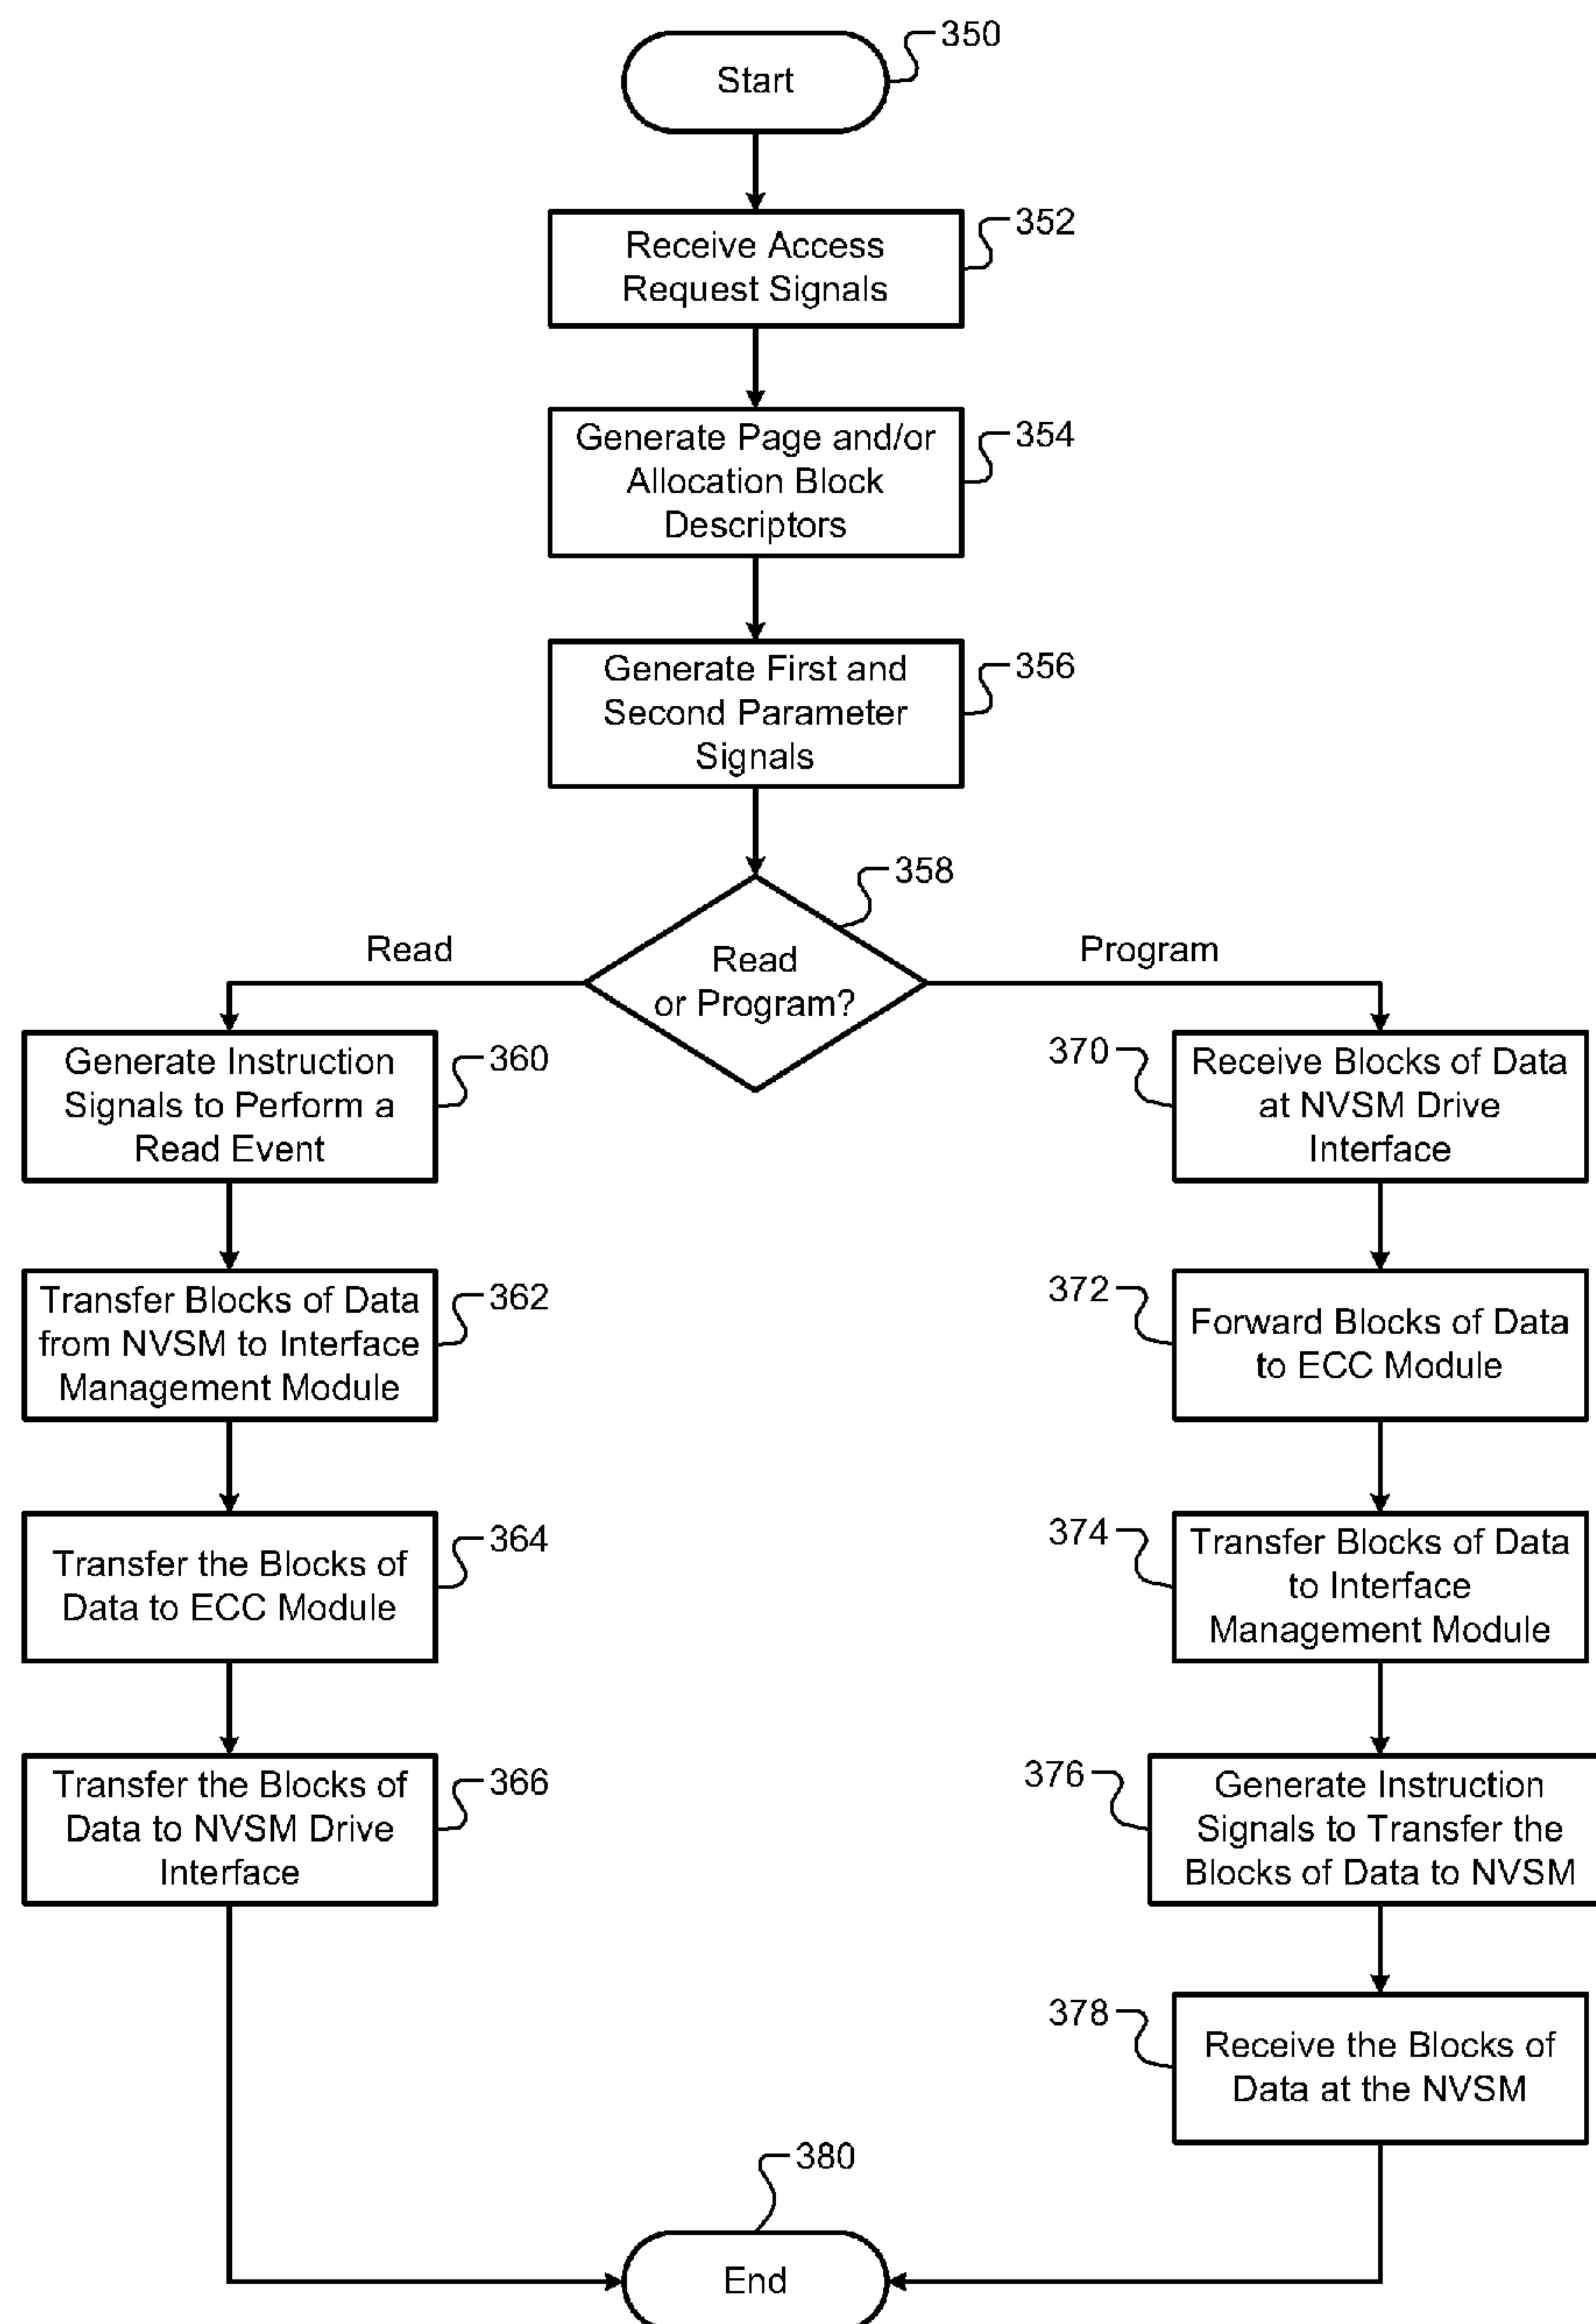 Start
350
Receive Access
Request Signals
352
Generate Page and/or
Allocation Block
Descriptors
354
Generate First and
Second Parameter
Signals
356
358
Read
or Program?
Read
Program
Generate Instruction
Signals to Perform a
Read Event
360
Transfer Blocks of Data
from NVSM to Interface
Management Module
362
Transfer the Blocks of
Data to ECC Module
364
Transfer the Blocks of
Data to NVSM Drive
Interface
366
370
Receive Blocks of Data
at NVSM Drive
Interface
372
Forward Blocks of Data
to ECC Module
374
Transfer Blocks of Data
to Interface
Management Module
376
Generate Instruction
Signals to Transfer the
Blocks of Data to NVSM
378
Receive the Blocks of
Data at the NVSM
380
End